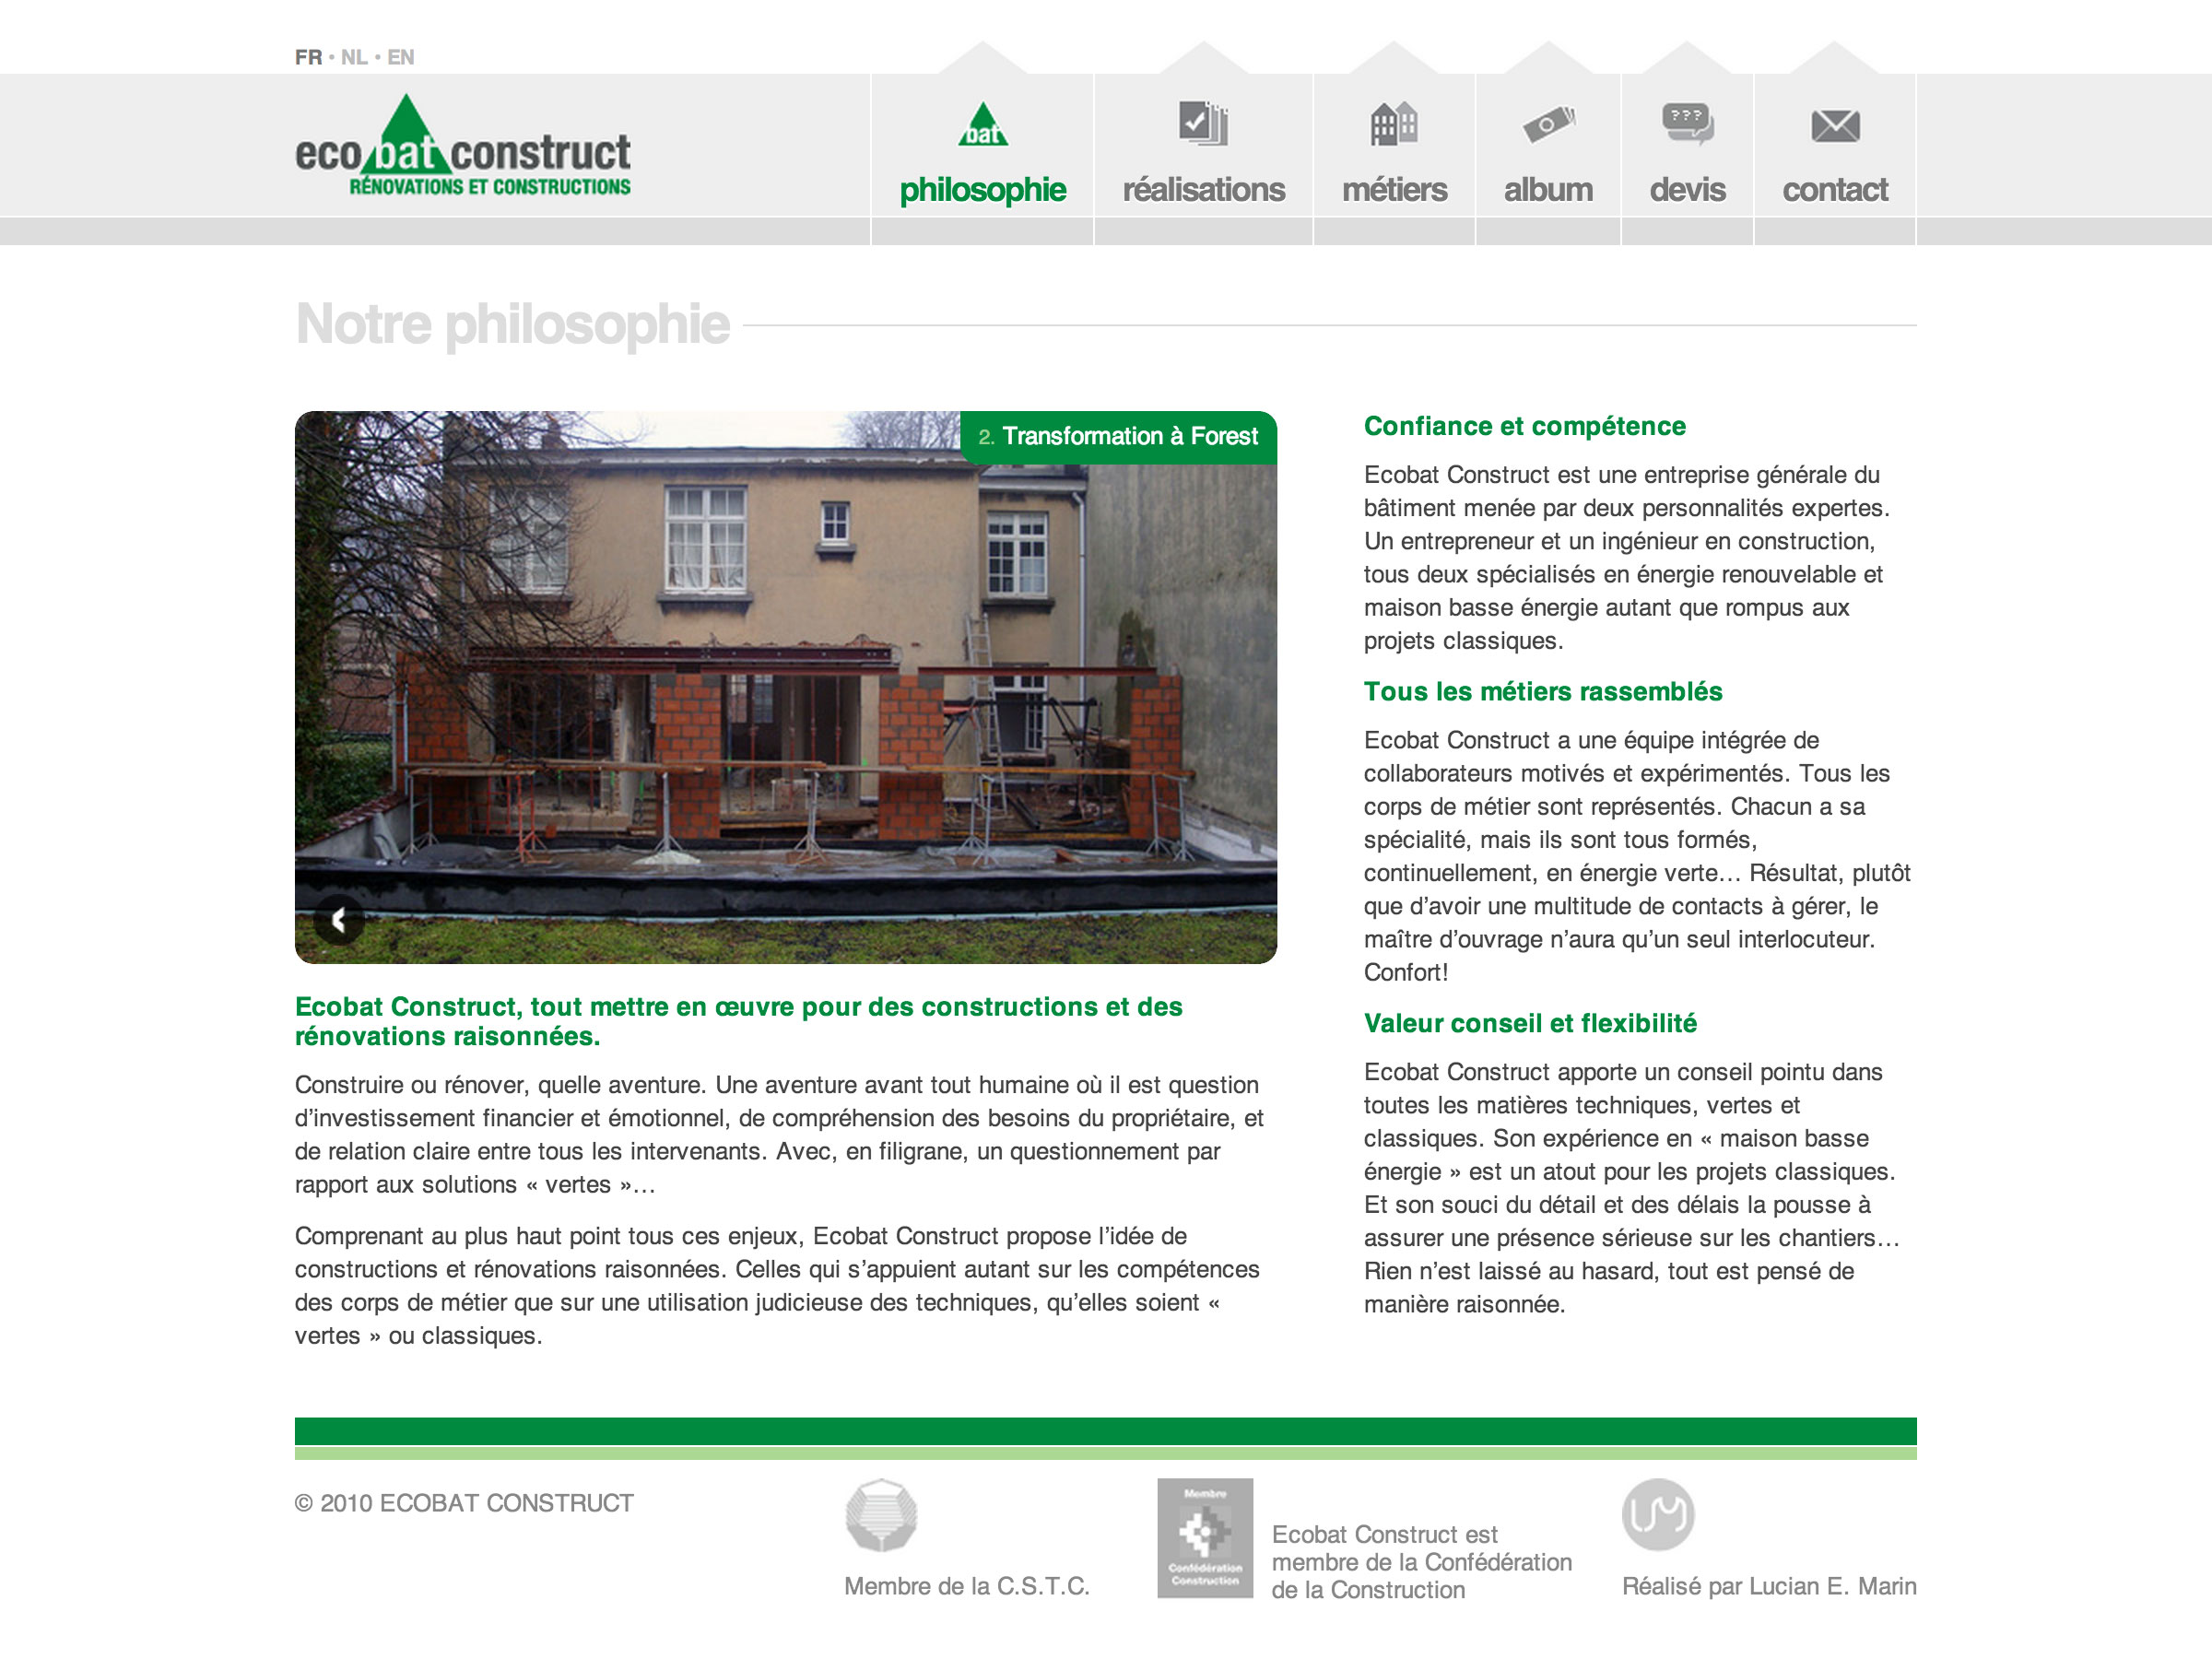 FR • NL • EN
ecobatconstruct
RÉNOVATIONS ET CONSTRUCTIONS
bat
philosophie
réalisations
métiers
???
album
devis
contact
Notre philosophie
2. Transformation à Forest
Ecobat Construct, tout mettre en œuvre pour des constructions et des
rénovations raisonnées.
Construire ou rénover, quelle aventure. Une aventure avant tout humaine où il est question
d’investissement financier et émotionnel, de compréhension des besoins du propriétaire, et
de relation claire entre tous les intervenants. Avec, en filigrane, un questionnement par
rapport aux solutions « vertes »…
Comprenant au plus haut point tous ces enjeux, Ecobat Construct propose l’idée de
constructions et rénovations raisonnées. Celles qui s’appuient autant sur les compétences
des corps de métier que sur une utilisation judicieuse des techniques, qu’elles soient «
vertes » ou classiques.
Confiance et compétence
Ecobat Construct est une entreprise générale du
bâtiment menée par deux personnalités expertes.
Un entrepreneur et un ingénieur en construction,
tous deux spécialisés en énergie renouvelable et
maison basse énergie autant que rompus aux
projets classiques.
Tous les métiers rassemblés
Ecobat Construct a une équipe intégrée de
collaborateurs motivés et expérimentés. Tous les
corps de métier sont représentés. Chacun a sa
spécialité, mais ils sont tous formés,
continuellement, en énergie verte… Résultat, plutôt
que d’avoir une multitude de contacts à gérer, le
maître d’ouvrage n’aura qu’un seul interlocuteur.
Confort!
Valeur conseil et flexibilité
Ecobat Construct apporte un conseil pointu dans
toutes les matières techniques, vertes et
classiques. Son expérience en « maison basse
énergie » est un atout pour les projets classiques.
Et son souci du détail et des délais la pousse à
assurer une présence sérieuse sur les chantiers…
Rien n’est laissé au hasard, tout est pensé de
manière raisonnée.
© 2010 ECOBAT CONSTRUCT
Membre de la C.S.T.C.
Membre
Confédération
Construction
Ecobat Construct est
membre de la Confédération
de la Construction
Réalisé par Lucian E. Marin